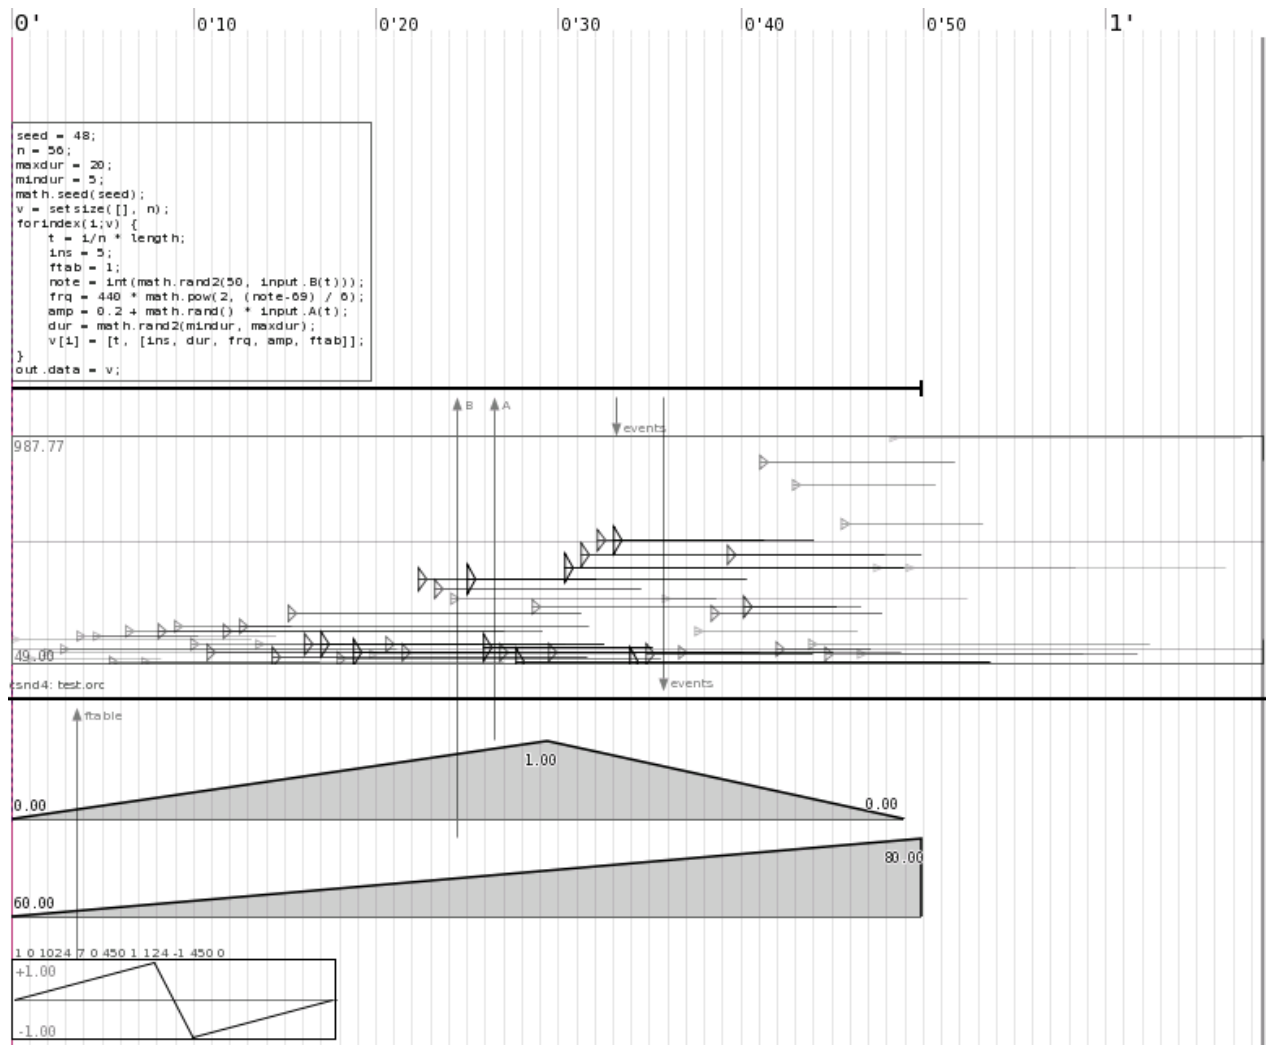 0' 0'10 0'20 0'30 0'40 0'50 1'
seed = 48;
n = 56;
maxdur = 20;
mindur = 5;
math.seed(seed);
v = setsize([], n);
forindex(i;v) {
    t = i/n * length;
    ins = 5;
    ftab = 1;
    note = int(math.rand2(50, input.B(t)));
    frq = 440 * math.pow(2, (note-69) / 6);
    amp = 0.2 + math.rand() * input.A(t);
    dur = math.rand2(mindur, maxdur);
    v[i] = [t, [ins, dur, frq, amp, ftab]];
}
out.data = v;
B A
events
987.77
49.00
csnd4: test.orc
events
ftable
1.00
0.00 0.00
80.00
60.00
1 0 1024 7 0 450 1 124 -1 450 0
+1.00
-1.00